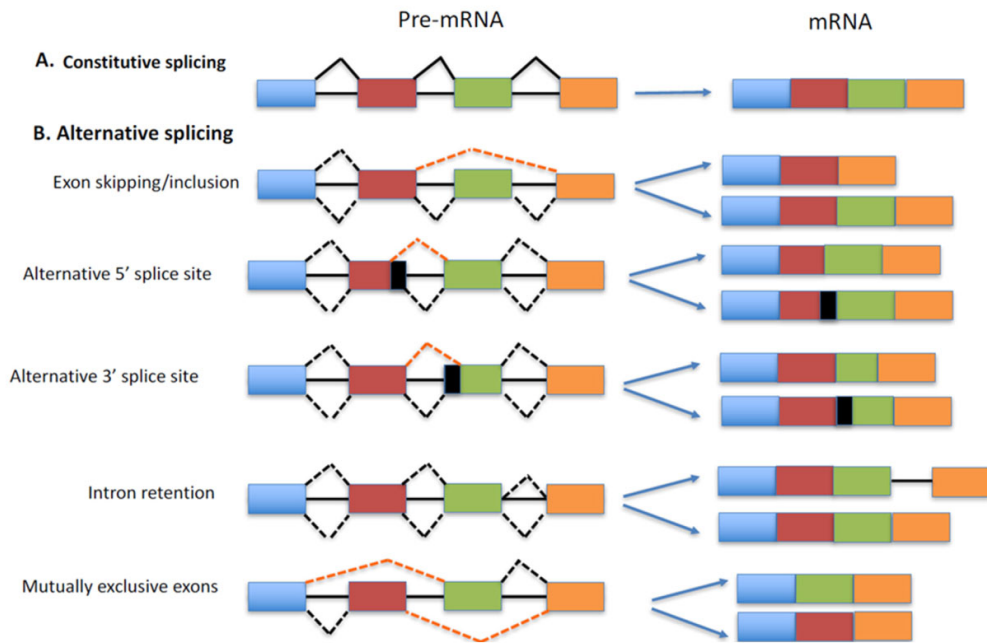 Pre-mRNA
mRNA
A. Constitutive splicing
B. Alternative splicing
Exon skipping/inclusion
Alternative 5’ splice site
Alternative 3’ splice site
Intron retention
Mutually exclusive exons